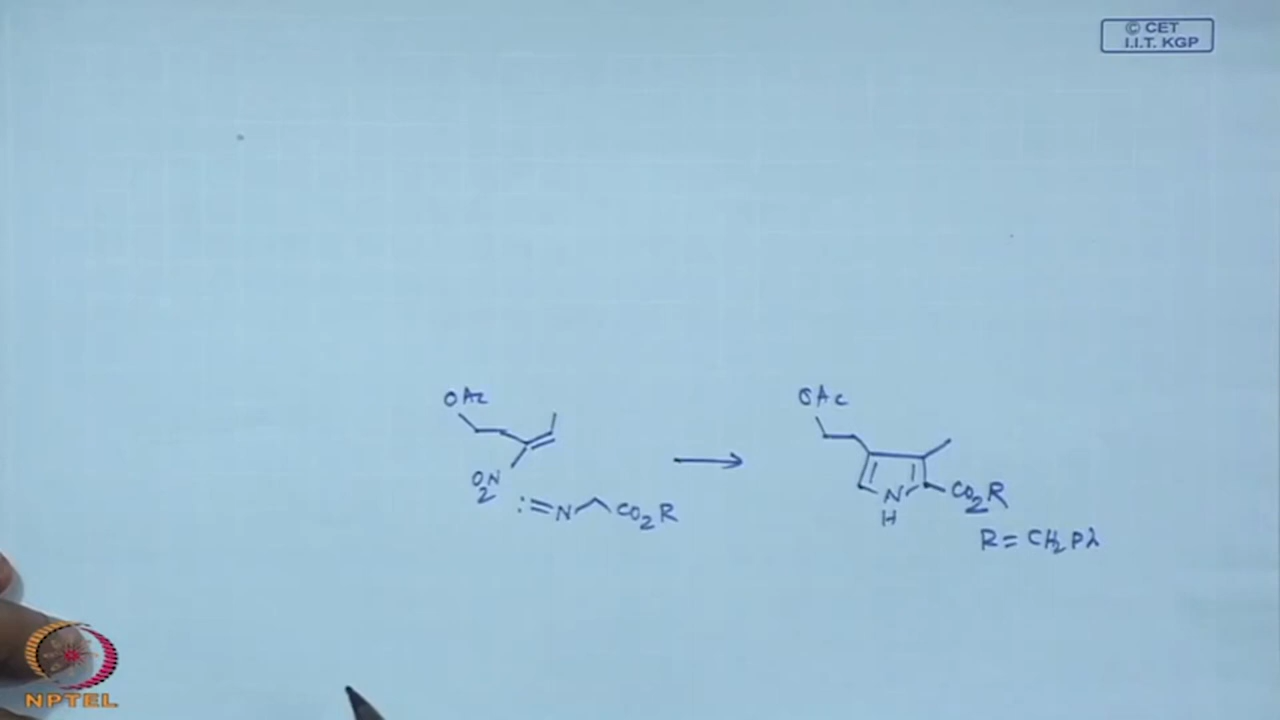 © CET
I.I.T. KGP
OAc
O2N
:=N CO2R
OAc
N
H
CO2R
R = CH2Ph
NPTEL